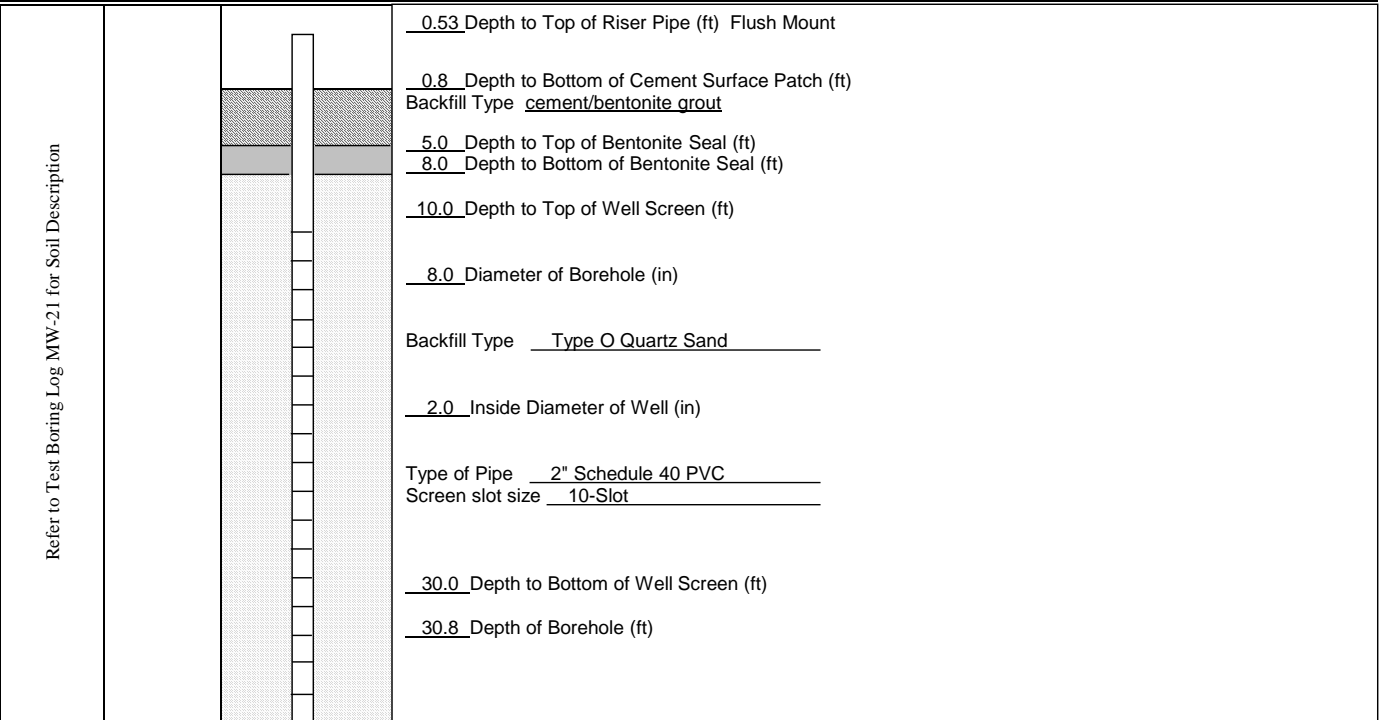 Refer to Test Boring Log MW-21 for Soil Description
0.53 Depth to Top of Riser Pipe (ft) Flush Mount
0.8 Depth to Bottom of Cement Surface Patch (ft)
Backfill Type cement/bentonite grout
5.0 Depth to Top of Bentonite Seal (ft)
8.0 Depth to Bottom of Bentonite Seal (ft)
10.0 Depth to Top of Well Screen (ft)
8.0 Diameter of Borehole (in)
Backfill Type Type O Quartz Sand
2.0 Inside Diameter of Well (in)
Type of Pipe 2" Schedule 40 PVC
Screen slot size 10-Slot
30.0 Depth to Bottom of Well Screen (ft)
30.8 Depth of Borehole (ft)